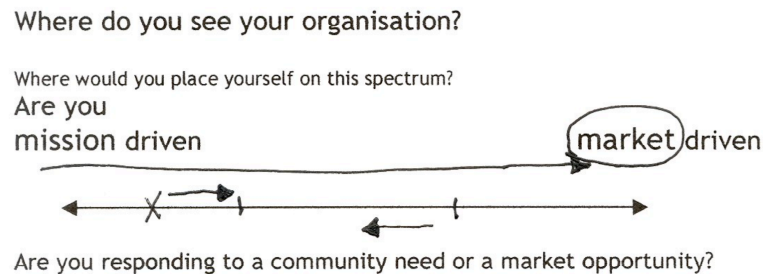 Where do you see your organisation?
Where would you place yourself on this spectrum?
Are you
mission driven market driven
Are you responding to a community need or a market opportunity?